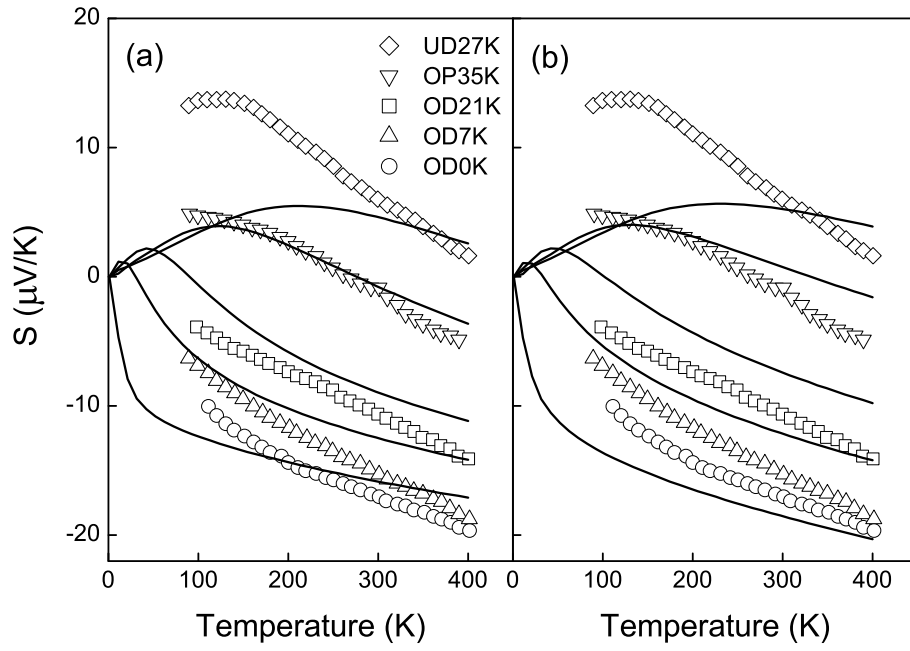 (a)
UD27K
OP35K
OD21K
OD7K
OD0K
(b)
20
10
0
-10
-20
S (μV/K)
0 100 200 300 400
0 100 200 300 400
Temperature (K)
Temperature (K)